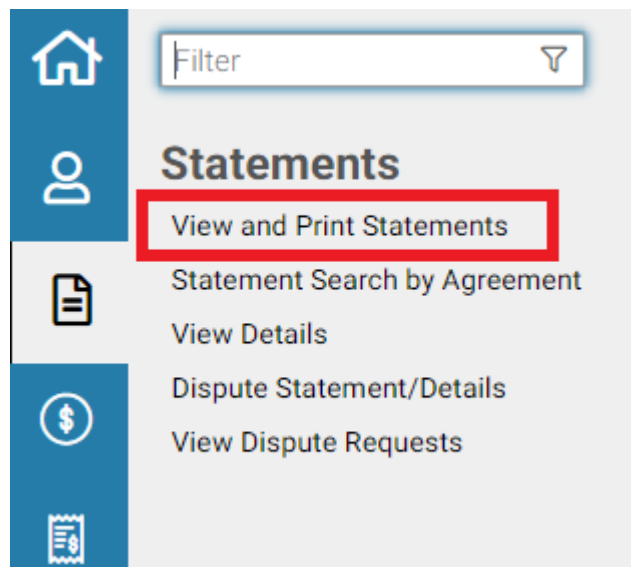 Filter
Statements
View and Print Statements
Statement Search by Agreement
View Details
Dispute Statement/Details
View Dispute Requests